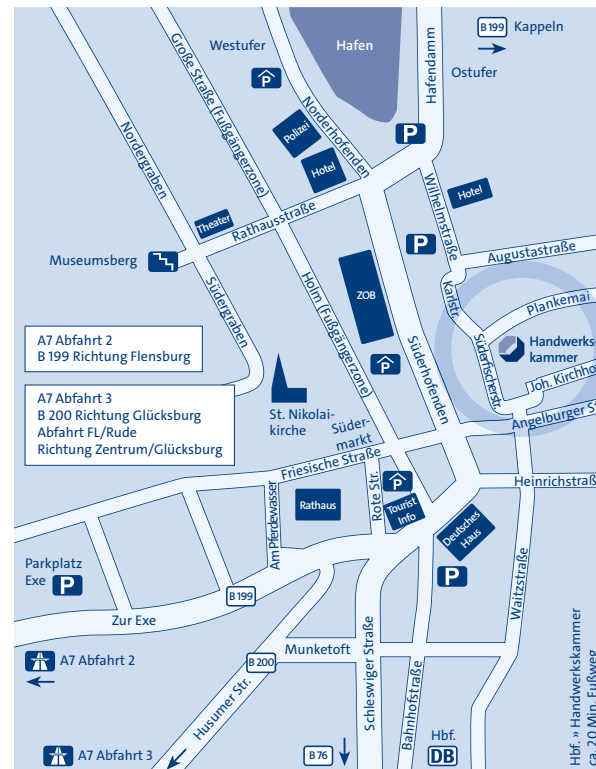 B 199 Kappeln
Westufer
Hafen
Ostufer
Hafendamm
Große Straße (Fußgängerzone)
P
Norderhofenden
Polizei
P
Hotel
Nordergraben
Wilhelmstraße
Hotel
Theater
Rathausstraße
P
Augustastraße
Museumsberg
ZOB
Karlstr.
Plankemai
Südergraben
Holm (Fußgängerzone)
A7 Abfahrt 2
B 199 Richtung Flensburg
Süderhofenden
Süderfischerstr.
Handwerks-
kammer
P
A7 Abfahrt 3
B 200 Richtung Glücksburg
Abfahrt FL/Rude
Richtung Zentrum/Glücksburg
St. Nikolai-
kirche
Joh. Kirchho
Angelburger S
Süder-
markt
Friesische Straße
Am Pferdewasser
Rathaus
Rote Str.
P
Tourist
Info
Heinrichstraß
Deutsches
Haus
Parkplatz
Exe P
P
B 199
Waitzstraße
Zur Exe
Munketoft
A7 Abfahrt 2
B 200
Husumer Str.
Schleswiger Straße
Bahnhofstraße
Hbf.
DB
A7 Abfahrt 3
B 76
Hbf. » Handwerkskammer
ca. 20 Min. Fußweg